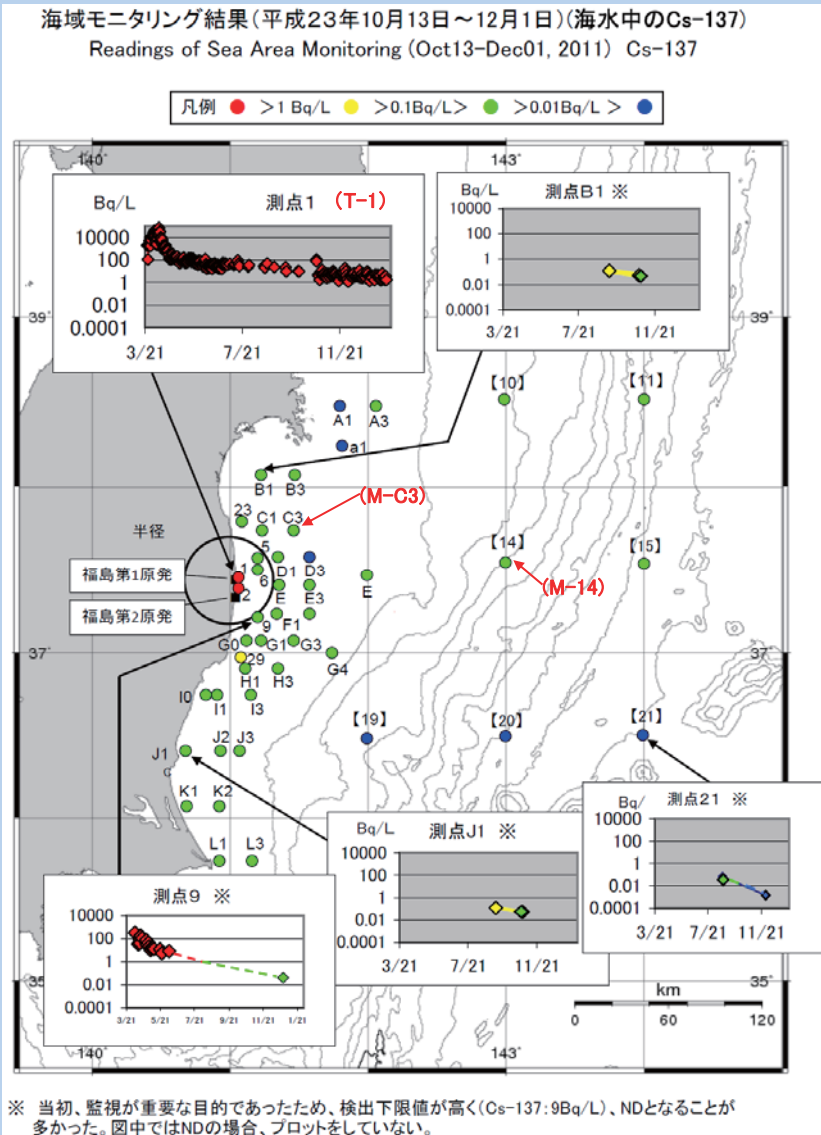 海域モニタリング結果(平成23年10月13日～12月1日)(海水中のCs-137)
Readings of Sea Area Monitoring (Oct13-Dec01, 2011) Cs-137
凡例 ＞1 Bq/L ＞0.1Bq/L＞ ＞0.01Bq/L ＞
140°
143°
Bq/L 測点1 (T-1)
10000
100
1
0.01
0.0001
3/21 7/21 11/21
Bq/L 測点B1 ※
10000
100
1
0.01
0.0001
3/21 7/21 11/21
39°
39°
【10】 【11】
A1 A3
a1
B1 B3
(M-C3)
23 C1 C3
半径
5
【14】 【15】
福島第1原発
1 6 D1 D3
E E3 E
(M-14)
2
福島第2原発
9 F1
G0 G1 G3
37°
37°
29 G4
H1 H3
I0 I1 I3
【19】 【20】 【21】
J1 J2 J3
K1 K2
L1 L3
Bq/ 測点21 ※
10000
100
1
0.01
0.0001
3/21 7/21 11/21
Bq/L 測点J1 ※
10000
100
1
0.01
0.0001
3/21 7/21 11/21
測点9 ※
10000
100
1
0.01
0.0001
3/21 5/21 7/21 9/21 11/21 1/21
35°
km
0 60 120
140°
143°
※ 当初、監視が重要な目的であったため、検出下限値が高く(Cs-137:9Bq/L)、NDとなることが
多かった。図中ではNDの場合、プロットをしていない。